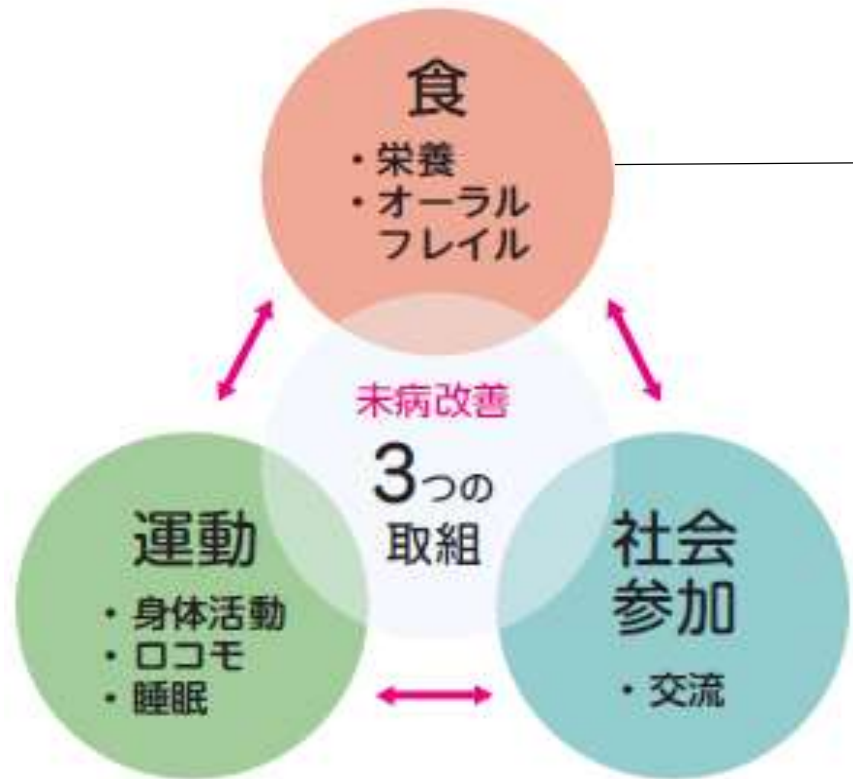 食
・栄養
・オーラル
フレイル
未病改善
3つの
取組
運動
・身体活動
・ロコモ
・睡眠
社会
参加
・交流